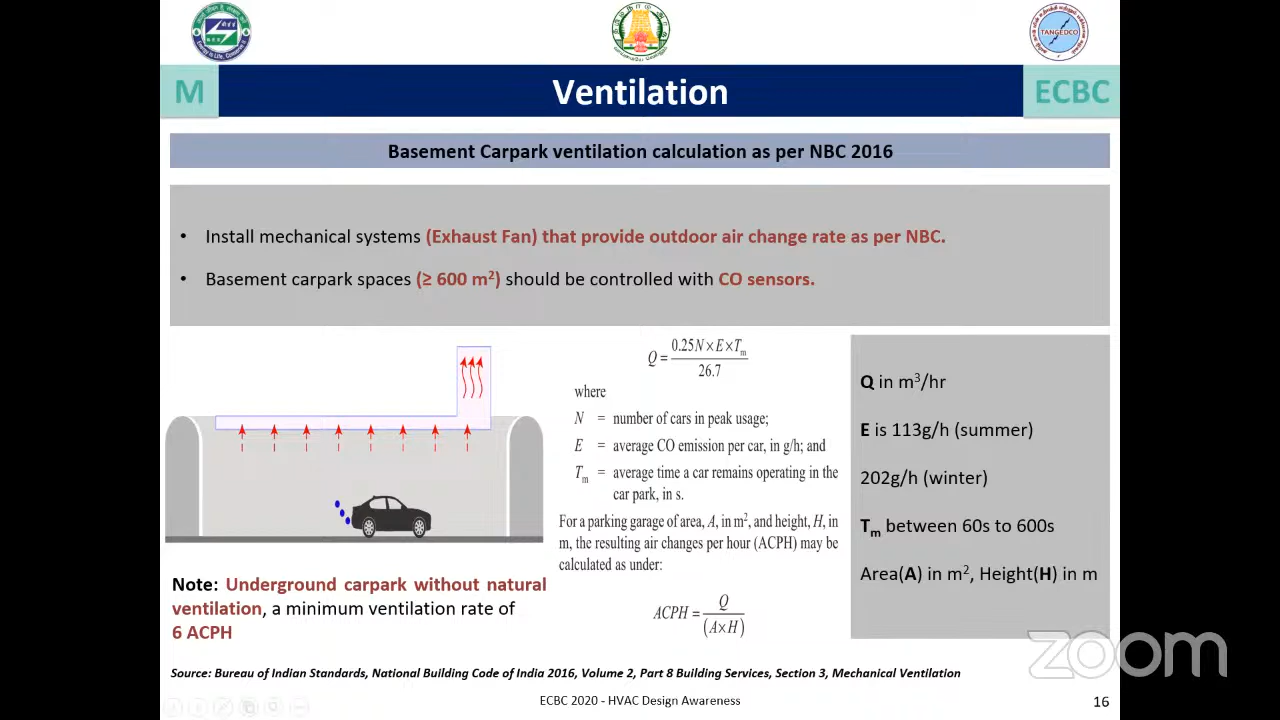 TANGEDCO
M
Ventilation
ECBC
Basement Carpark ventilation calculation as per NBC 2016
• Install mechanical systems (Exhaust Fan) that provide outdoor air change rate as per NBC.
• Basement carpark spaces (≥ 600 m²) should be controlled with CO sensors.
Q = 0.25N×E×Tm / 26.7
where
N = number of cars in peak usage;
E = average CO emission per car, in g/h; and
Tm = average time a car remains operating in the
car park, in s.
For a parking garage of area, A, in m², and height, H, in
m, the resulting air changes per hour (ACPH) may be
calculated as under:
ACPH = Q / (A×H)
Q in m³/hr
E is 113g/h (summer)
202g/h (winter)
Tm between 60s to 600s
Area(A) in m², Height(H) in m
Note: Underground carpark without natural
ventilation, a minimum ventilation rate of
6 ACPH
zoom
Source: Bureau of Indian Standards, National Building Code of India 2016, Volume 2, Part 8 Building Services, Section 3, Mechanical Ventilation
ECBC 2020 - HVAC Design Awareness
16